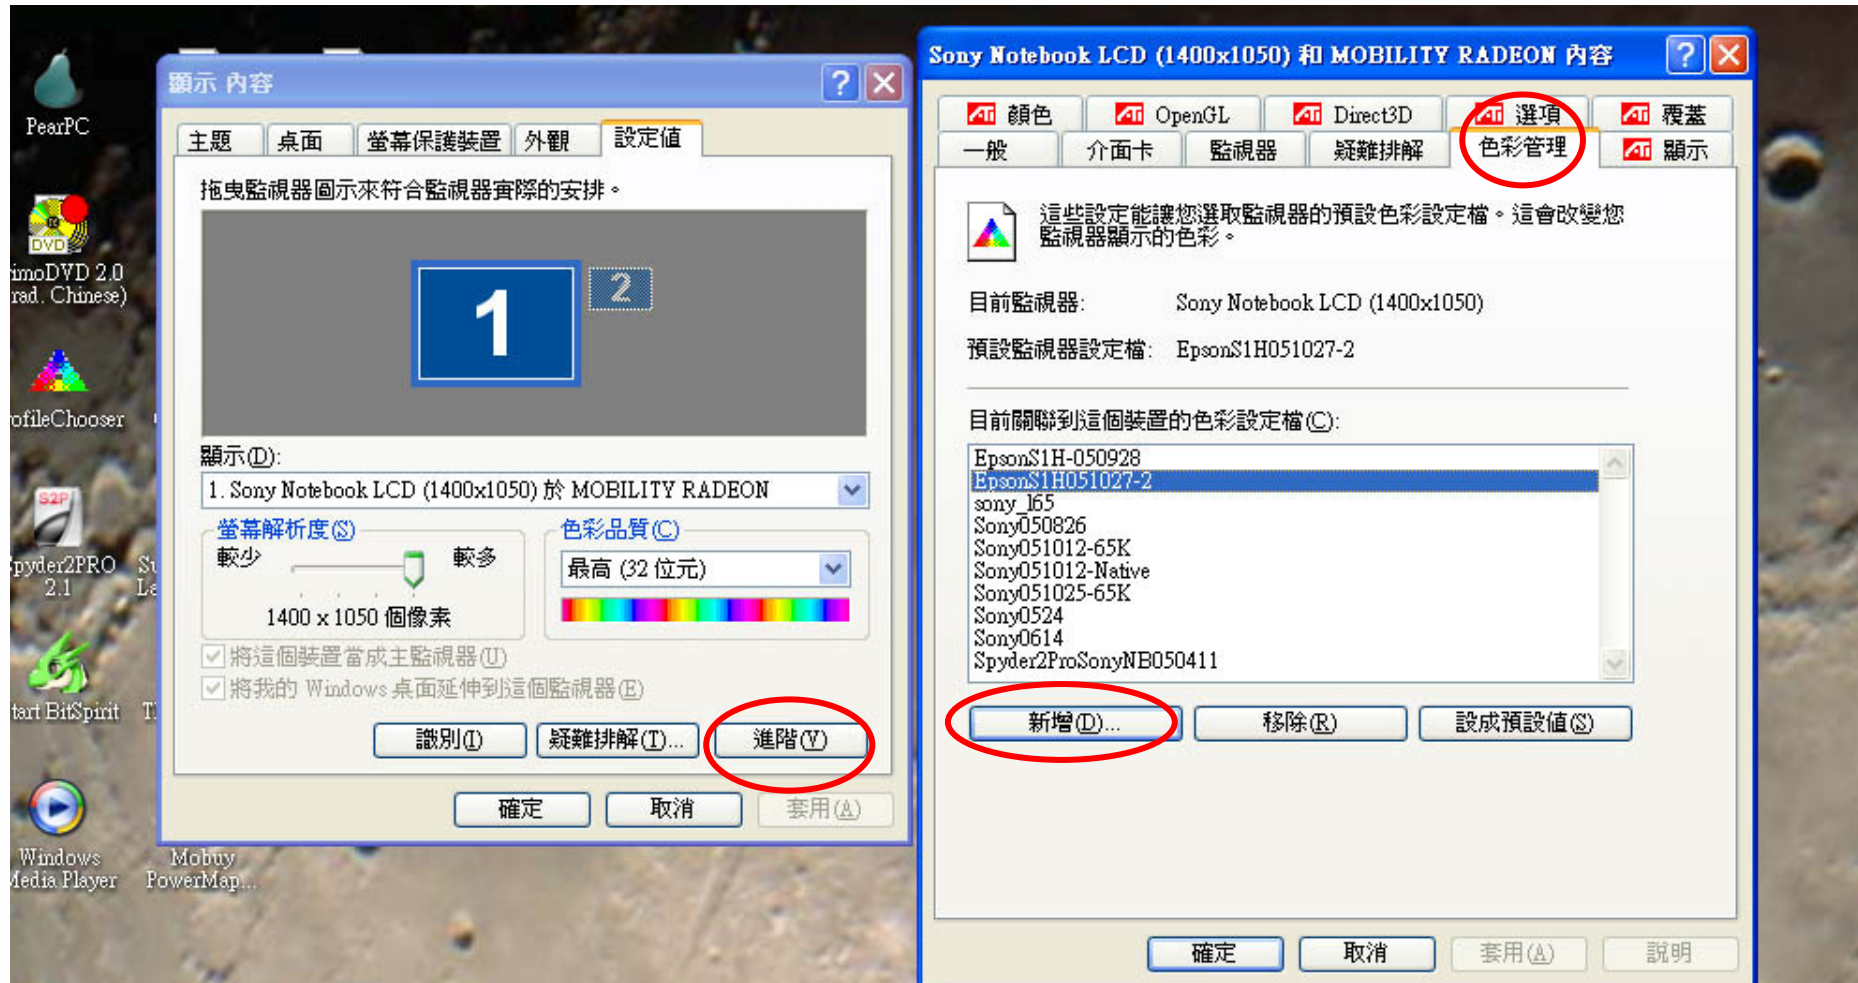 PearPC
DVD
imoDVD 2.0
rad. Chinese)
ofileChooser
S2P
pyder2PRO
2.1
tart BitSpirit
Windows
Media Player
Mobuy
PowerMap...
顯示 內容
主題
桌面
螢幕保護裝置
外觀
設定值
拖曳監視器圖示來符合監視器實際的安排。
1
2
顯示(D):
1. Sony Notebook LCD (1400x1050) 於 MOBILITY RADEON
螢幕解析度(S)
較少
較多
1400 x 1050 個像素
色彩品質(C)
最高 (32 位元)
將這個裝置當成主監視器(U)
將我的 Windows 桌面延伸到這個監視器(E)
識別(I)
疑難排解(T)...
進階(V)
確定
取消
套用(A)
Sony Notebook LCD (1400x1050) 和 MOBILITY RADEON 內容
ATI 顏色
ATI OpenGL
ATI Direct3D
ATI 選項
ATI 覆蓋
一般
介面卡
監視器
疑難排解
色彩管理
ATI 顯示
這些設定能讓您選取監視器的預設色彩設定檔。這會改變您
監視器顯示的色彩。
目前監視器: Sony Notebook LCD (1400x1050)
預設監視器設定檔: EpsonS1H051027-2
目前關聯到這個裝置的色彩設定檔(C):
EpsonS1H-050928
EpsonS1H051027-2
sony_l65
Sony050826
Sony051012-65K
Sony051012-Native
Sony051025-65K
Sony0524
Sony0614
Spyder2ProSonyNB050411
新增(D)...
移除(R)
設成預設值(S)
確定
取消
套用(A)
說明